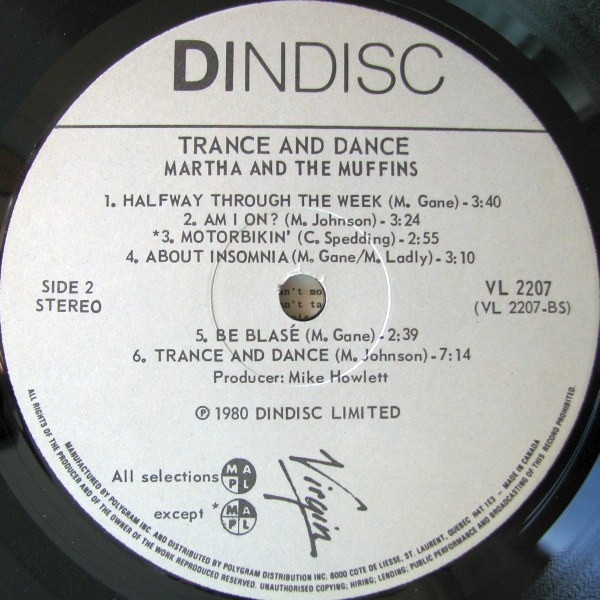 DINDISC
TRANCE AND DANCE
MARTHA AND THE MUFFINS
1. HALFWAY THROUGH THE WEEK (M. Gane) - 3:40
2. AM I ON? (M. Johnson) - 3:24
*3. MOTORBIKIN' (C. Spedding) - 2:55
4. ABOUT INSOMNIA (M. Gane/M. Ladly) - 3:10
SIDE 2
STEREO
VL 2207
(VL 2207-BS)
5. BE BLASÉ (M. Gane) - 2:39
6. TRANCE AND DANCE (M. Johnson) - 7:14
Producer: Mike Howlett
℗ 1980 DINDISC LIMITED
All selections M A P L
except * M A P L
Virgin
MANUFACTURED BY POLYGRAM INC. AND DISTRIBUTED BY POLYGRAM DISTRIBUTION INC. 6000 COTE DE LIESSE, ST. LAURENT, QUEBEC H4T 1E3 - MADE IN CANADA
ALL RIGHTS OF THE PRODUCER AND OF THE OWNER OF THE WORK REPRODUCED RESERVED. UNAUTHORISED COPYING; HIRING; LENDING; PUBLIC PERFORMANCE AND BROADCASTING OF THIS RECORD PROHIBITED.